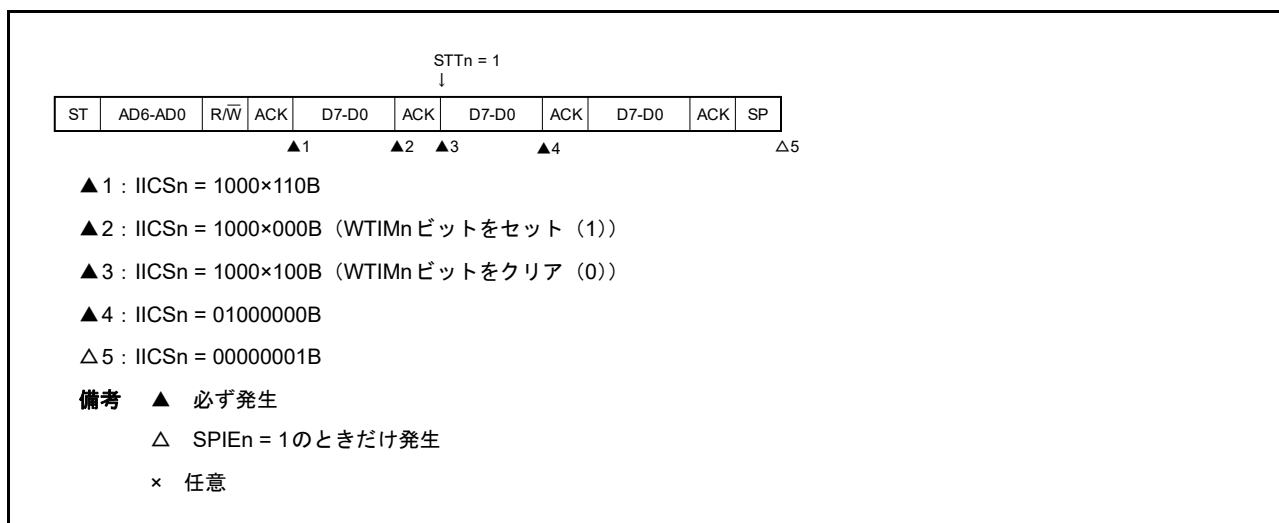 STTn = 1
↓
ST AD6-AD0 R/W̅ ACK D7-D0 ACK D7-D0 ACK D7-D0 ACK SP
▲1 ▲2 ▲3 ▲4 △5
▲1：IICSn = 1000×110B
▲2：IICSn = 1000×000B（WTIMnビットをセット（1））
▲3：IICSn = 1000×100B（WTIMnビットをクリア（0））
▲4：IICSn = 01000000B
△5：IICSn = 00000001B
備考 ▲ 必ず発生
△ SPIEn = 1のときだけ発生
× 任意